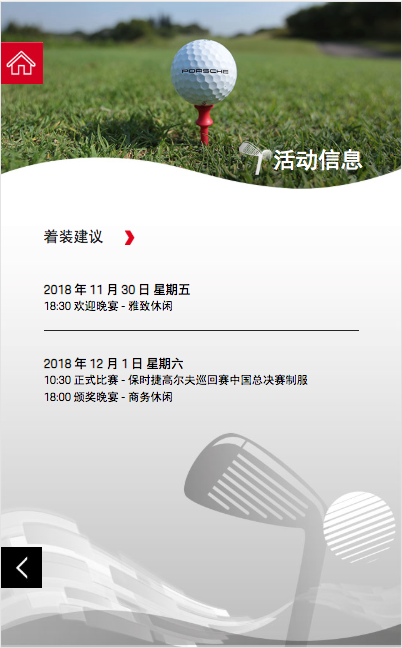 PORSCHE
活动信息
着装建议
2018 年 11 月 30 日 星期五
18:30 欢迎晚宴 - 雅致休闲
2018 年 12 月 1 日 星期六
10:30 正式比赛 - 保时捷高尔夫巡回赛中国总决赛制服
18:00 颁奖晚宴 - 商务休闲